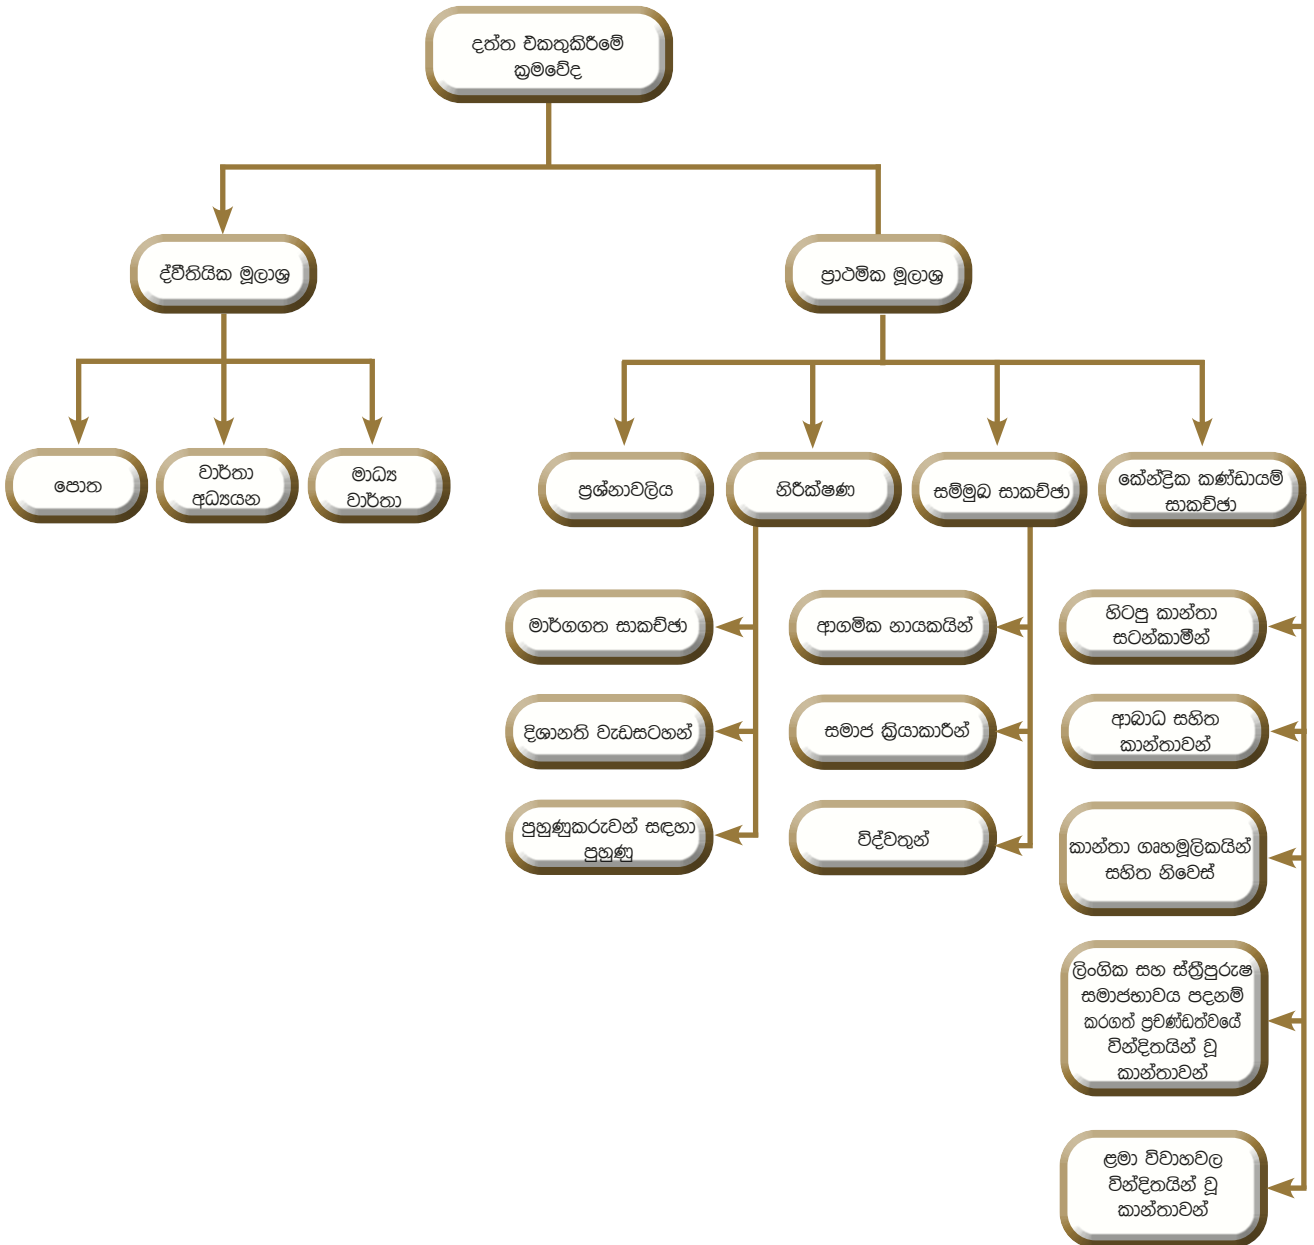 දත්ත එකතුකිරීමේ
ක්‍රමවේද
ද්වීතියික මූලාශ්‍ර
ප්‍රාථමික මූලාශ්‍ර
පොත
වාර්තා
අධ්‍යයන
මාධ්‍ය
වාර්තා
ප්‍රශ්නාවලිය
නිරීක්ෂණ
සම්මුඛ සාකච්ඡා
කේන්ද්‍රික කණ්ඩායම්
සාකච්ඡා
මාර්ගගත සාකච්ඡා
දිශානති වැඩසටහන්
පුහුණුකරුවන් සඳහා
පුහුණු
ආගමික නායකයින්
සමාජ ක්‍රියාකාරීන්
විද්වතුන්
හිටපු කාන්තා
සටන්කාමීන්
ආබාධ සහිත
කාන්තාවන්
කාන්තා ගෘහමූලිකයින්
සහිත නිවෙස්
ලිංගික සහ ස්ත්‍රීපුරුෂ
සමාජභාවය පදනම්
කරගත් ප්‍රචණ්ඩත්වයේ
වින්දිතයින් වූ
කාන්තාවන්
ළමා විවාහවල
වින්දිතයින් වූ
කාන්තාවන්